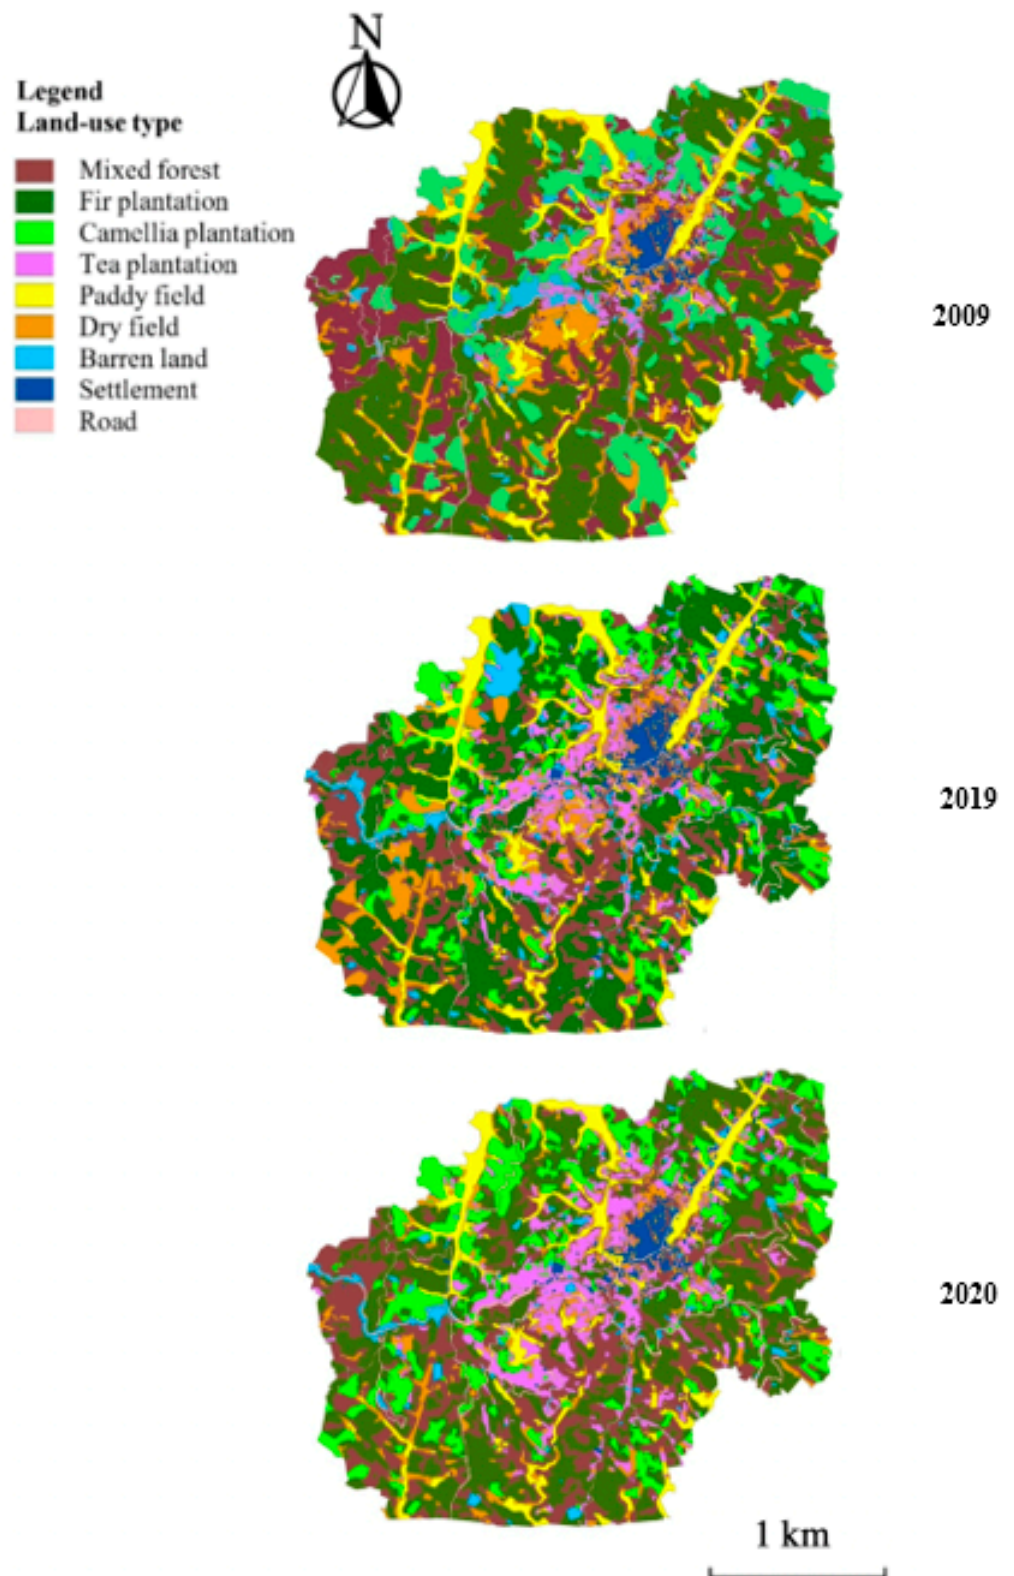 N
Legend
Land-use type
Mixed forest
Fir plantation
Camellia plantation
Tea plantation
Paddy field
Dry field
Barren land
Settlement
Road
2009
2019
2020
1 km